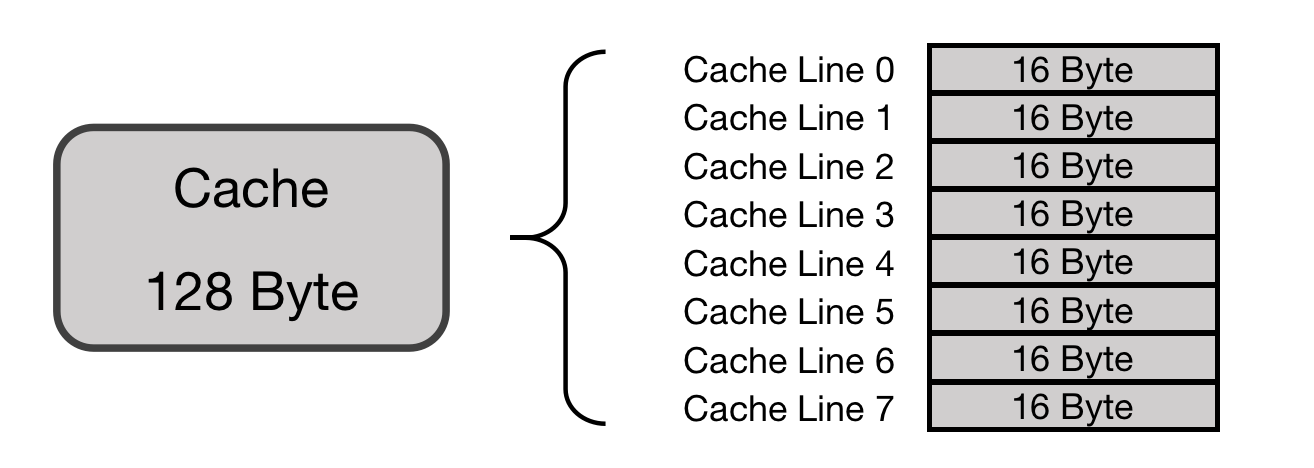 Cache
128 Byte
Cache Line 0 16 Byte
Cache Line 1 16 Byte
Cache Line 2 16 Byte
Cache Line 3 16 Byte
Cache Line 4 16 Byte
Cache Line 5 16 Byte
Cache Line 6 16 Byte
Cache Line 7 16 Byte